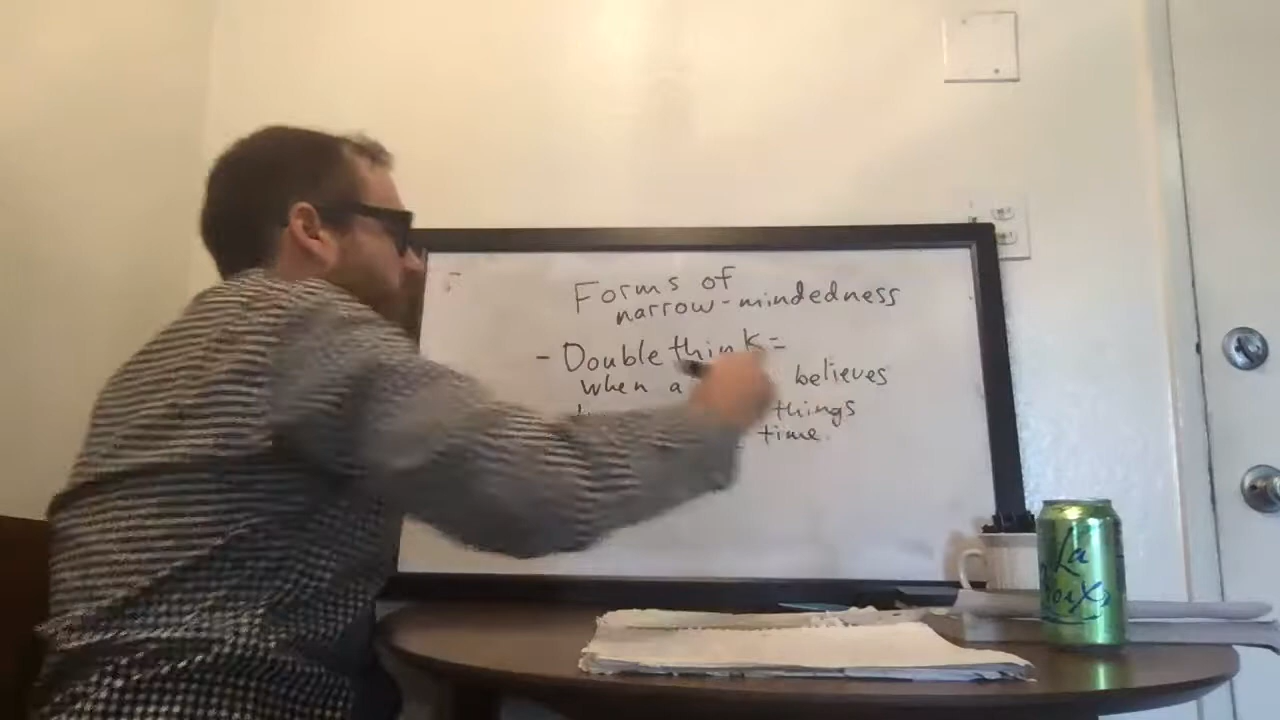 Forms of
narrow-mindedness
- Doublethink =
when a believes
things
time.
La
Croix